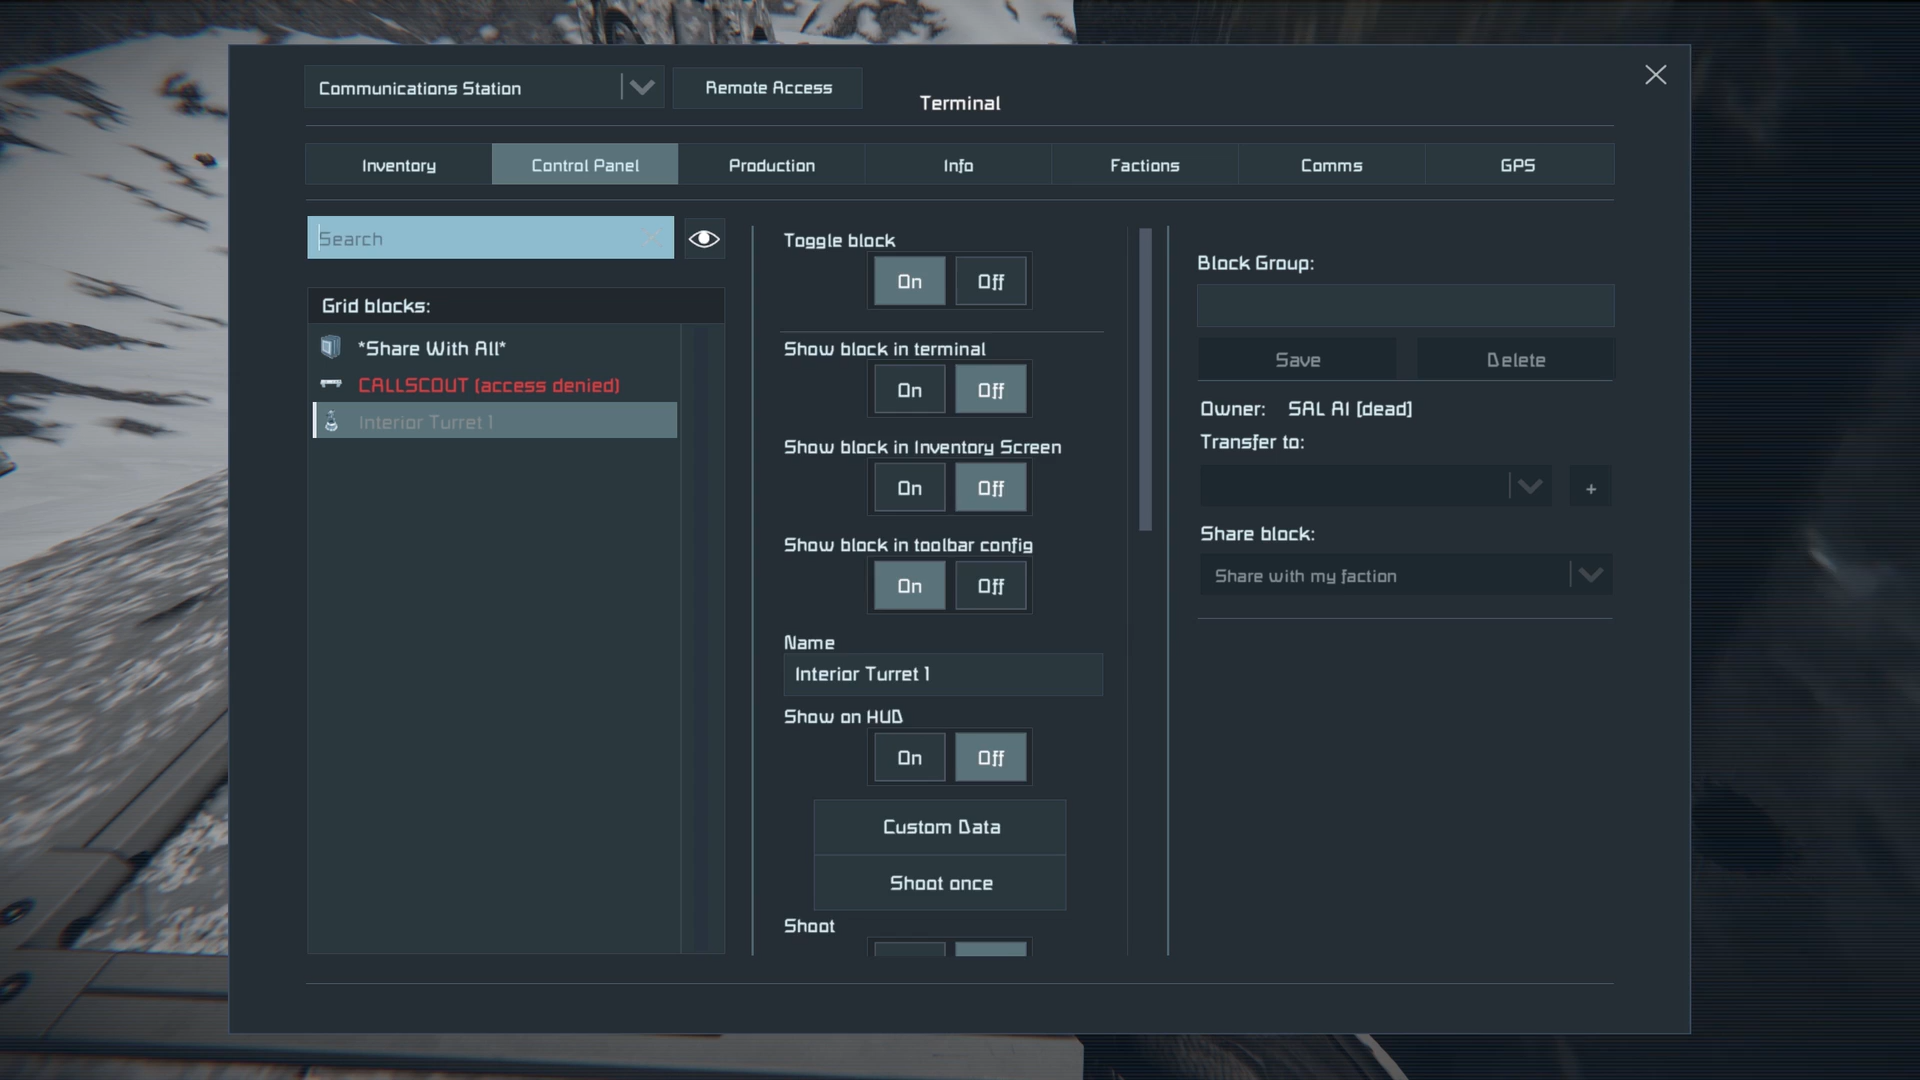 Communications Station
Remote Access
Terminal
Inventory
Control Panel
Production
Info
Factions
Comms
GPS
Search
Grid blocks:
*Share With All*
CALLSCOUT (access denied)
Interior Turret 1
Toggle block
On
Off
Show block in terminal
On
Off
Show block in Inventory Screen
On
Off
Show block in toolbar config
On
Off
Name
Interior Turret 1
Show on HUD
On
Off
Custom Data
Shoot once
Shoot
Block Group:
Save
Delete
Owner: SAL AI [dead]
Transfer to:
+
Share block:
Share with my faction